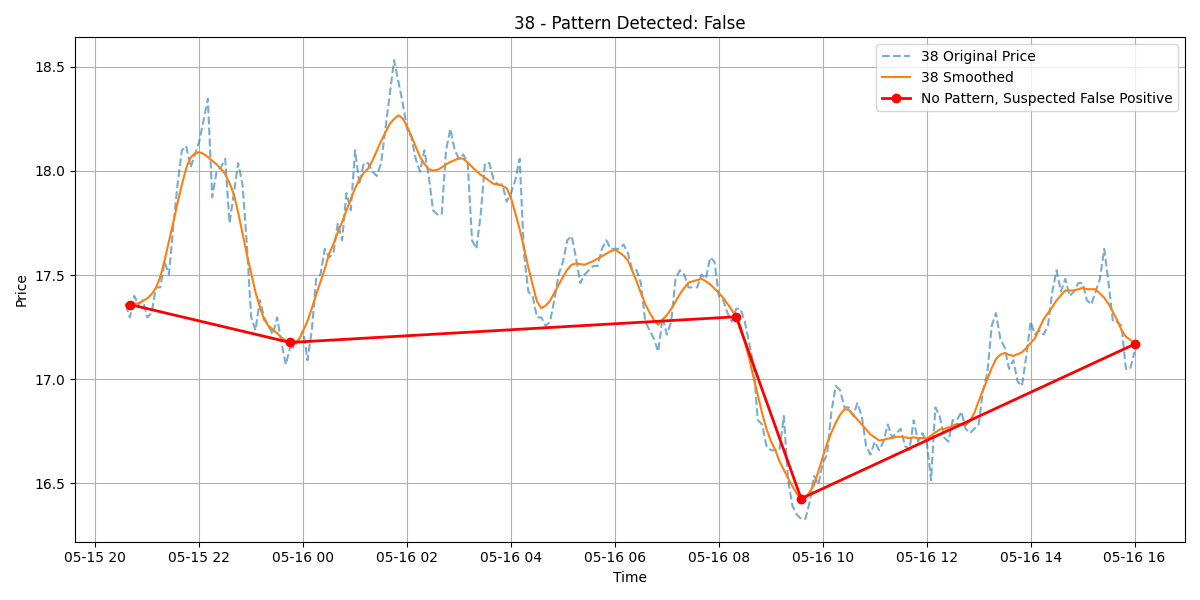 38 - Pattern Detected: False
38 Original Price
38 Smoothed
No Pattern, Suspected False Positive
Price
18.5
18.0
17.5
17.0
16.5
05-15 20 05-15 22 05-16 00 05-16 02 05-16 04 05-16 06 05-16 08 05-16 10 05-16 12 05-16 14 05-16 16
Time